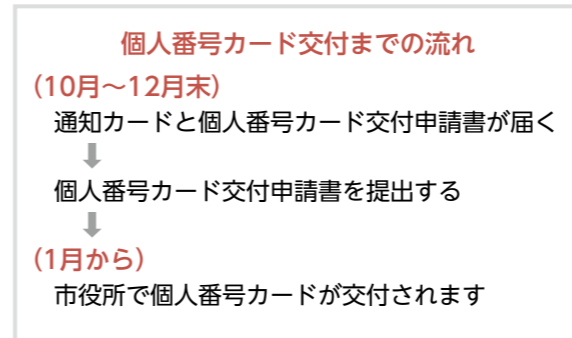 個人番号カード交付までの流れ
(10月〜12月末)
通知カードと個人番号カード交付申請書が届く
⬇
個人番号カード交付申請書を提出する
⬇
(1月から)
市役所で個人番号カードが交付されます